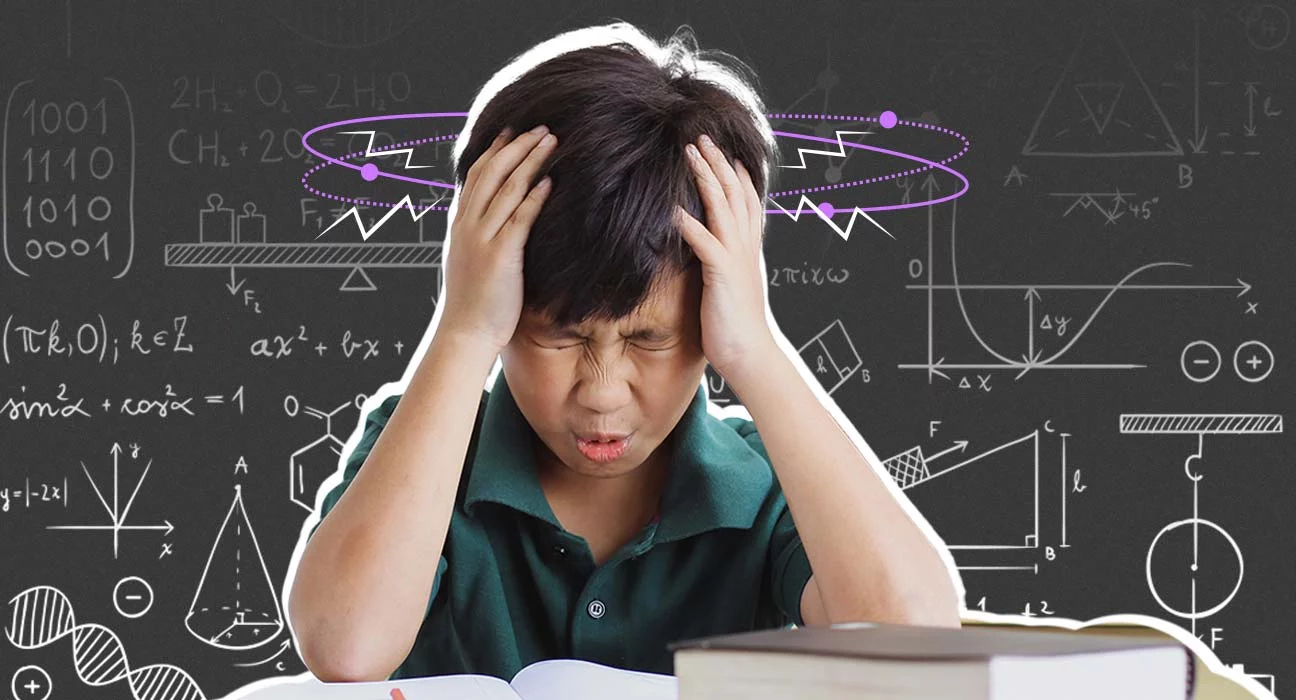 1001
1110
1010
0001
2H₂ + O₂ = 2H₂O
CH₄ + 2O₂ = CO₂
F₂
(πk,0); k∈Z
ax² + bx +
sin²α + cos²α = 1
O
O
y=|-2x|
y
x
A
c
2πixω
U
h
B
A
B
45°
l
y
0
x
Δy
Δx
F
C
b
B
C
F